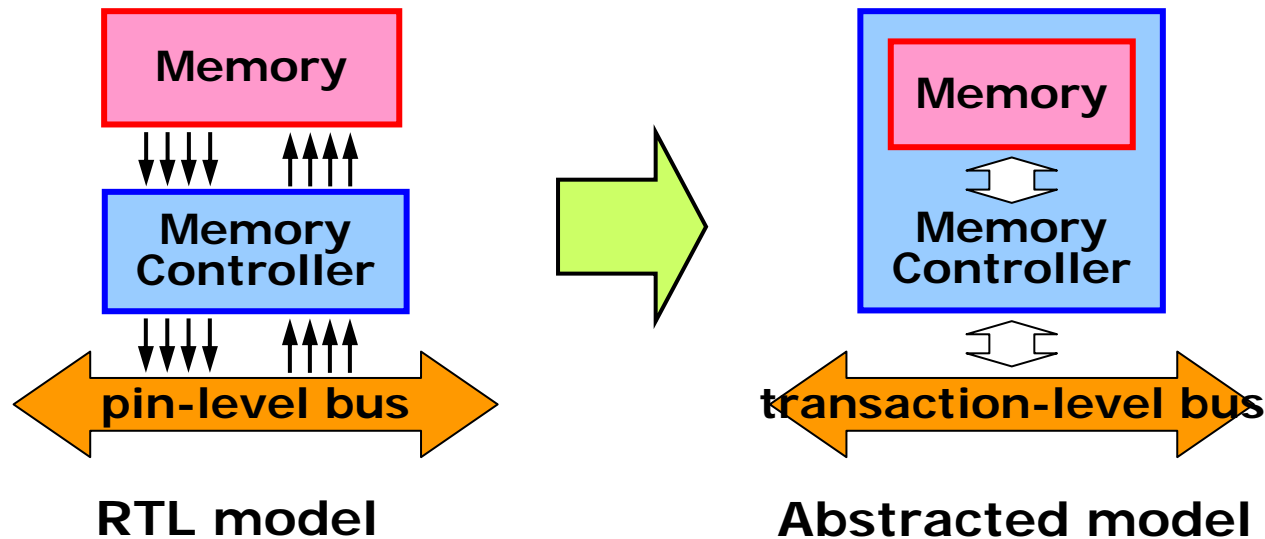 Memory
Memory
Controller
pin-level bus
RTL model
Memory
Memory
Controller
transaction-level bus
Abstracted model